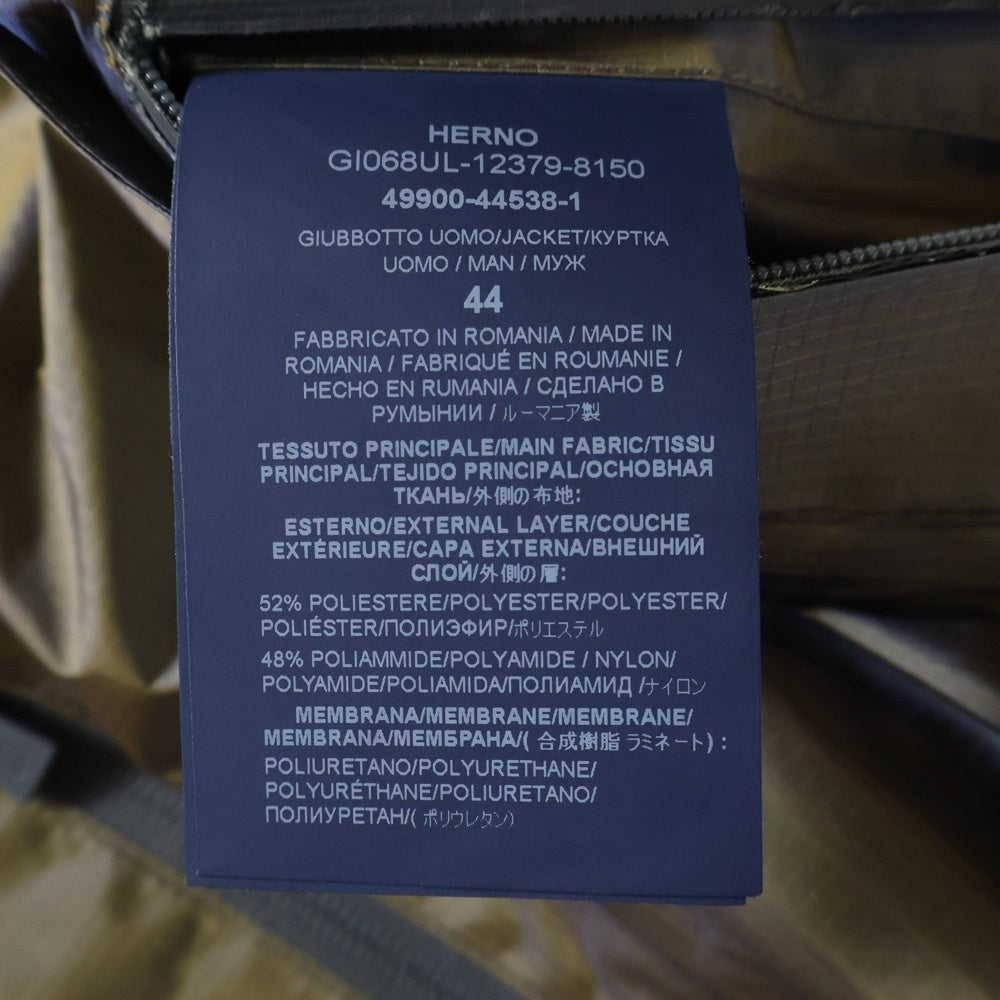 HERNO
GI068UL-12379-8150
49900-44538-1
GIUBBOTTO UOMO/JACKET/КУРТКА
UOMO / MAN / МУЖ
44
FABBRICATO IN ROMANIA / MADE IN
ROMANIA / FABRIQUÉ EN ROUMANIE /
HECHO EN RUMANIA / СДЕЛАНО В
РУМЫНИИ / ルーマニア製
TESSUTO PRINCIPALE/MAIN FABRIC/TISSU
PRINCIPAL/TEJIDO PRINCIPAL/ОСНОВНАЯ
ТКАНЬ/外側の布地:
ESTERNO/EXTERNAL LAYER/COUCHE
EXTÉRIEURE/CAPA EXTERNA/ВНЕШНИЙ
СЛОЙ/外側の層:
52% POLIESTERE/POLYESTER/POLYESTER/
POLIÉSTER/ПОЛИЭФИР/ポリエステル
48% POLIAMMIDE/POLYAMIDE / NYLON/
POLYAMIDE/POLIAMIDA/ПОЛИАМИД /ナイロン
MEMBRANA/MEMBRANE/MEMBRANE/
MEMBRANA/МЕМБРАНА/( 合成樹脂 ラミネート) :
POLIURETANO/POLYURETHANE/
POLYURÉTHANE/POLIURETANO/
ПОЛИУРЕТАН/( ポリウレタン)